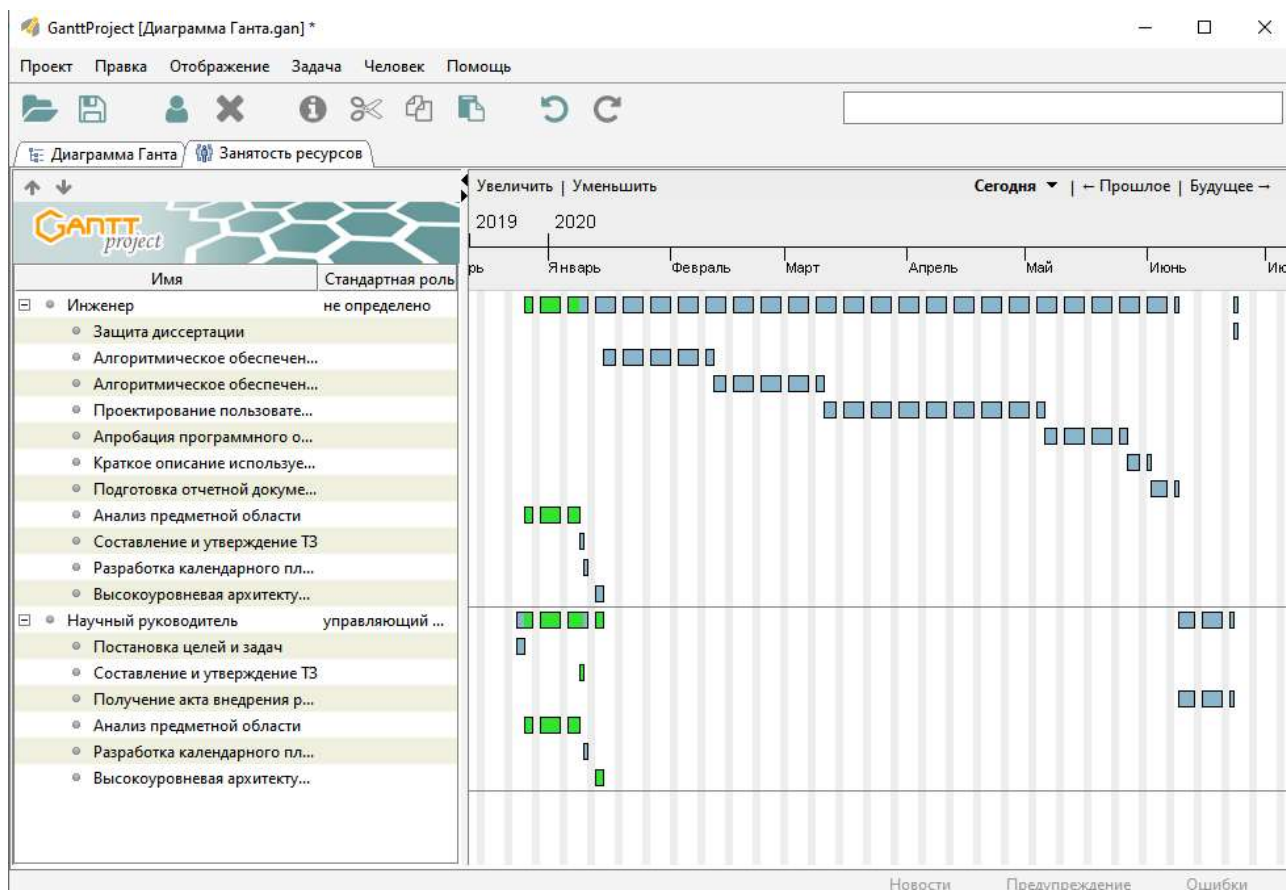 GanttProject [Диаграмма Ганта.gan] *
Проект Правка Отображение Задача Человек Помощь
Диаграмма Ганта Занятость ресурсов
Увеличить | Уменьшить Сегодня ▼ | ← Прошлое | Будущее →
GANTT project
2019 2020
рь Январь Февраль Март Апрель Май Июнь Ию
Имя Стандартная роль
Инженер не определено
Защита диссертации
Алгоритмическое обеспечен...
Алгоритмическое обеспечен...
Проектирование пользовате...
Апробация программного о...
Краткое описание используе...
Подготовка отчетной докуме...
Анализ предметной области
Составление и утверждение ТЗ
Разработка календарного пл...
Высокоуровневая архитекту...
Научный руководитель управляющий ...
Постановка целей и задач
Составление и утверждение ТЗ
Получение акта внедрения р...
Анализ предметной области
Разработка календарного пл...
Высокоуровневая архитекту...
Новости Предупреждение Ошибки